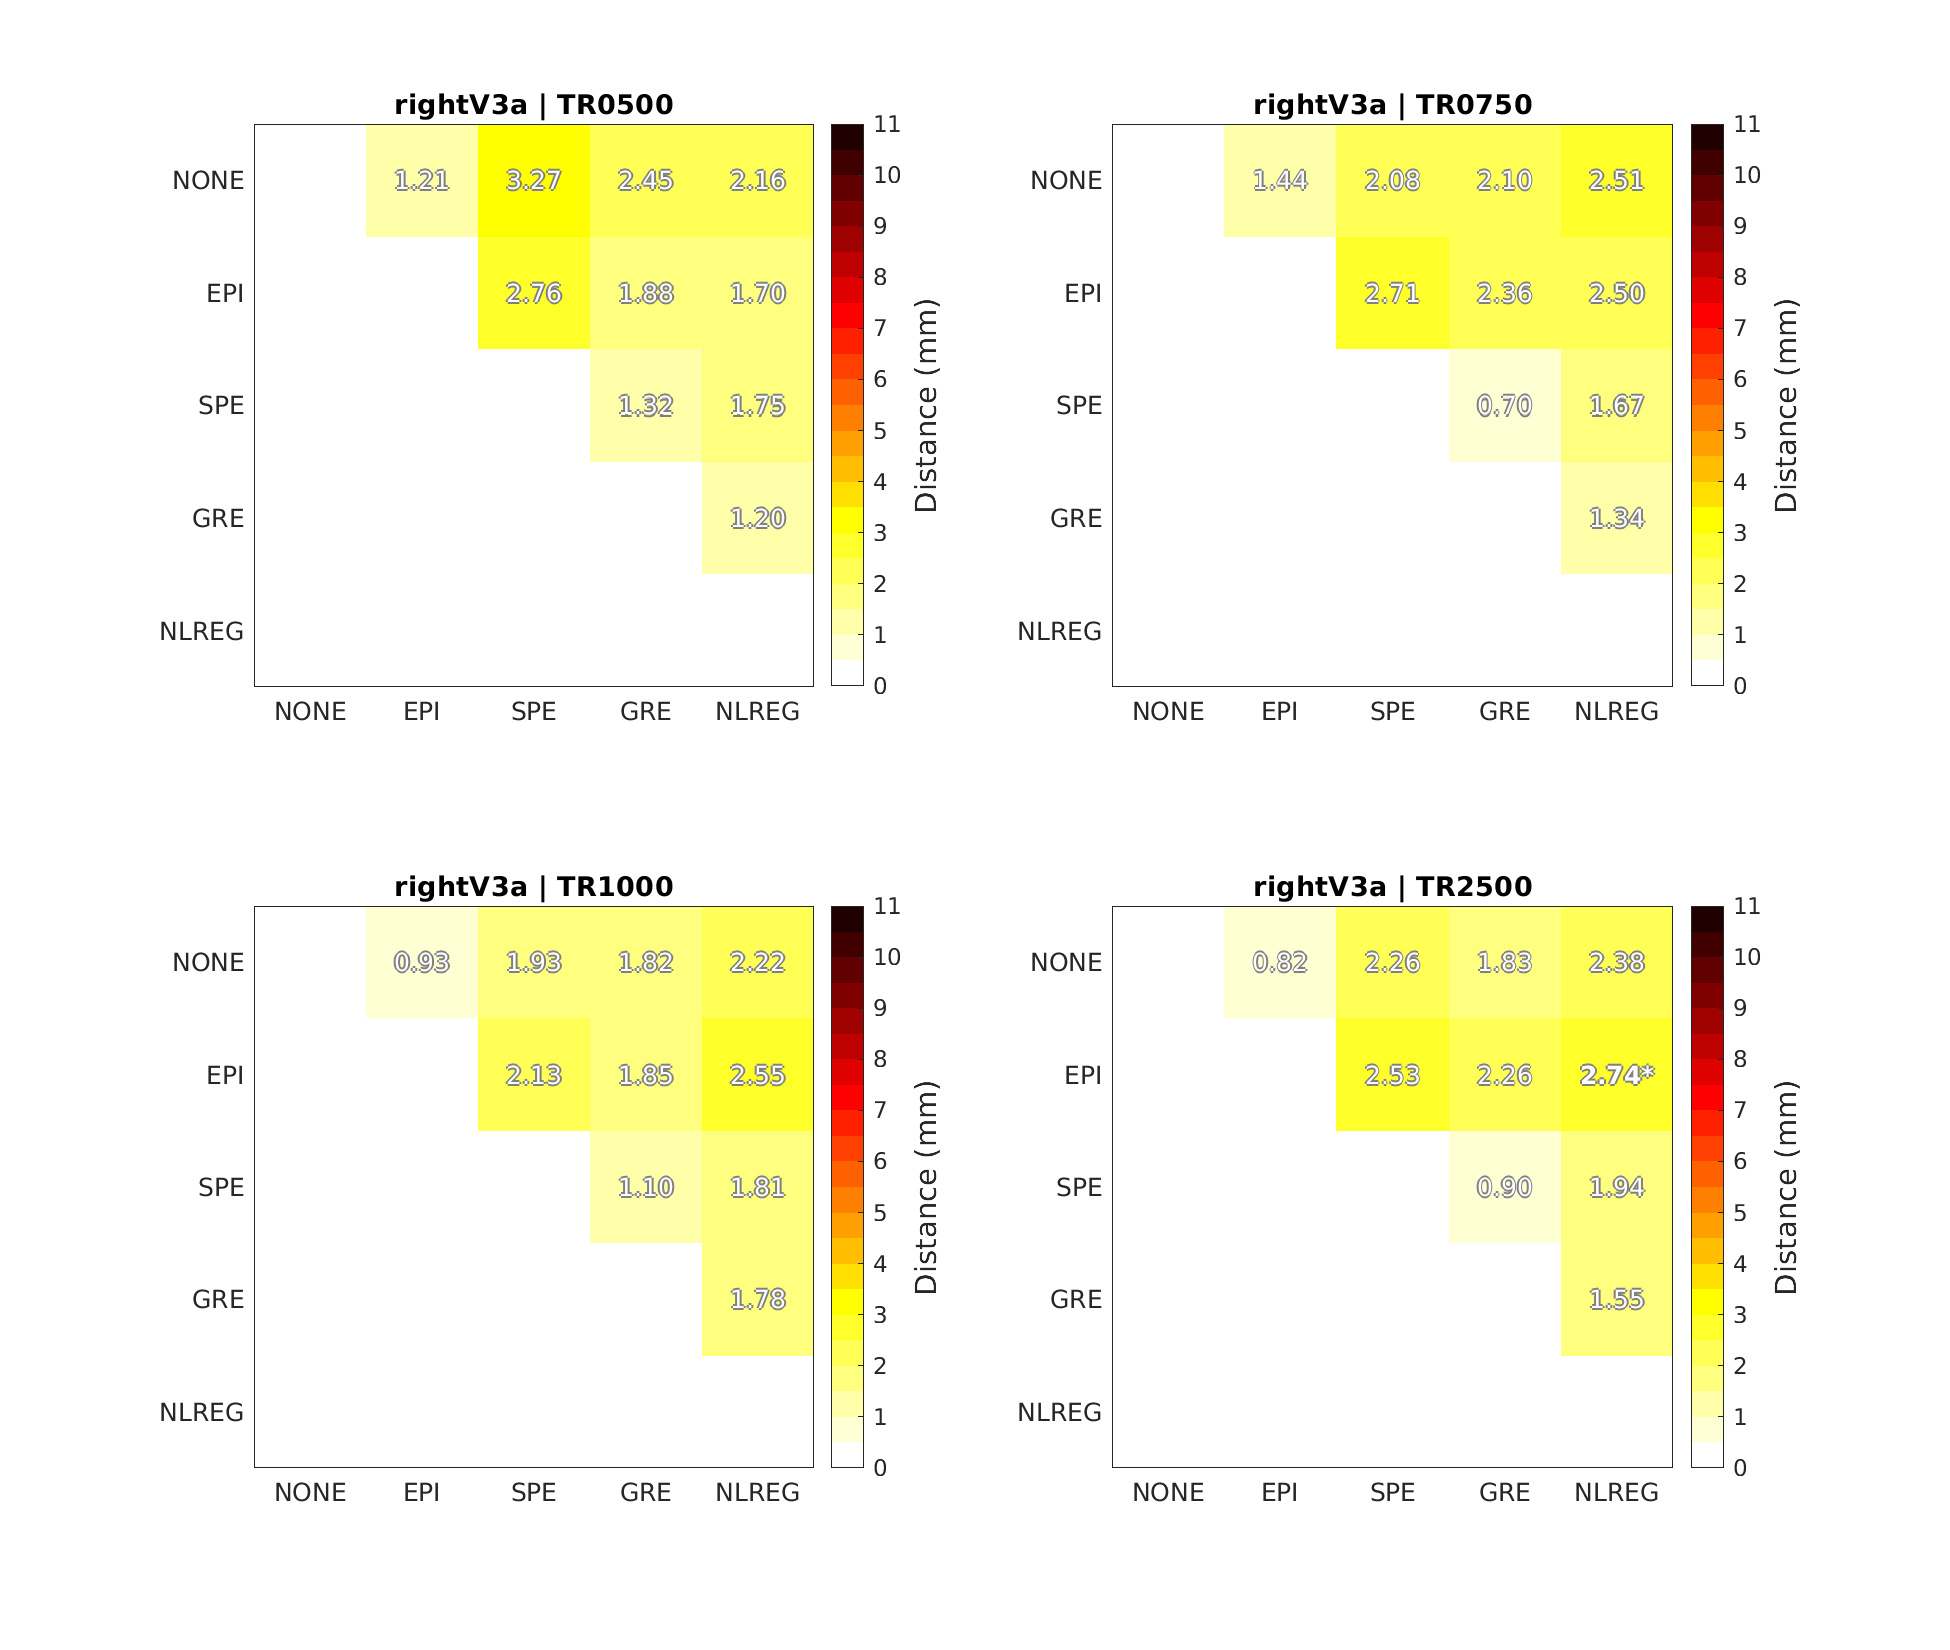 rightV3a | TR0500
NONE 1.21 3.27 2.45 2.16
EPI 2.76 1.88 1.70
SPE 1.32 1.75
GRE 1.20
NLREG
NONE EPI SPE GRE NLREG
11
10
9
8
7
6
5
4
3
2
1
0
Distance (mm)
rightV3a | TR0750
NONE 1.44 2.08 2.10 2.51
EPI 2.71 2.36 2.50
SPE 0.70 1.67
GRE 1.34
NLREG
NONE EPI SPE GRE NLREG
11
10
9
8
7
6
5
4
3
2
1
0
Distance (mm)
rightV3a | TR1000
NONE 0.93 1.93 1.82 2.22
EPI 2.13 1.85 2.55
SPE 1.10 1.81
GRE 1.78
NLREG
NONE EPI SPE GRE NLREG
11
10
9
8
7
6
5
4
3
2
1
0
Distance (mm)
rightV3a | TR2500
NONE 0.82 2.26 1.83 2.38
EPI 2.53 2.26 2.74*
SPE 0.90 1.94
GRE 1.55
NLREG
NONE EPI SPE GRE NLREG
11
10
9
8
7
6
5
4
3
2
1
0
Distance (mm)